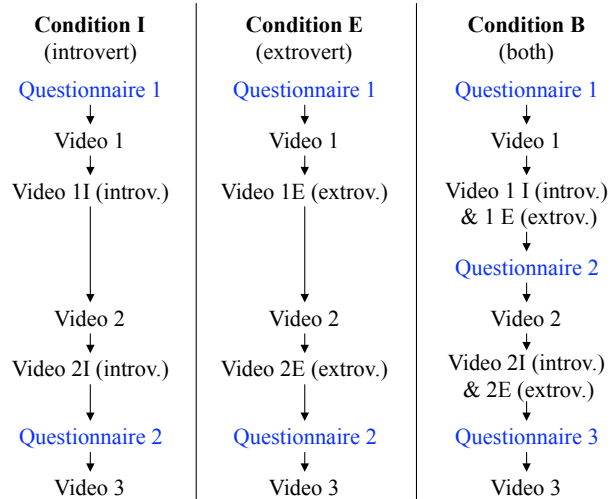 Condition I
(introvert)
Questionnaire 1
Video 1
Video 1I (introv.)
Video 2
Video 2I (introv.)
Questionnaire 2
Video 3
Condition E
(extrovert)
Questionnaire 1
Video 1
Video 1E (extrov.)
Video 2
Video 2E (extrov.)
Questionnaire 2
Video 3
Condition B
(both)
Questionnaire 1
Video 1
Video 1 I (introv.)
& 1 E (extrov.)
Questionnaire 2
Video 2
Video 2I (introv.)
& 2E (extrov.)
Questionnaire 3
Video 3